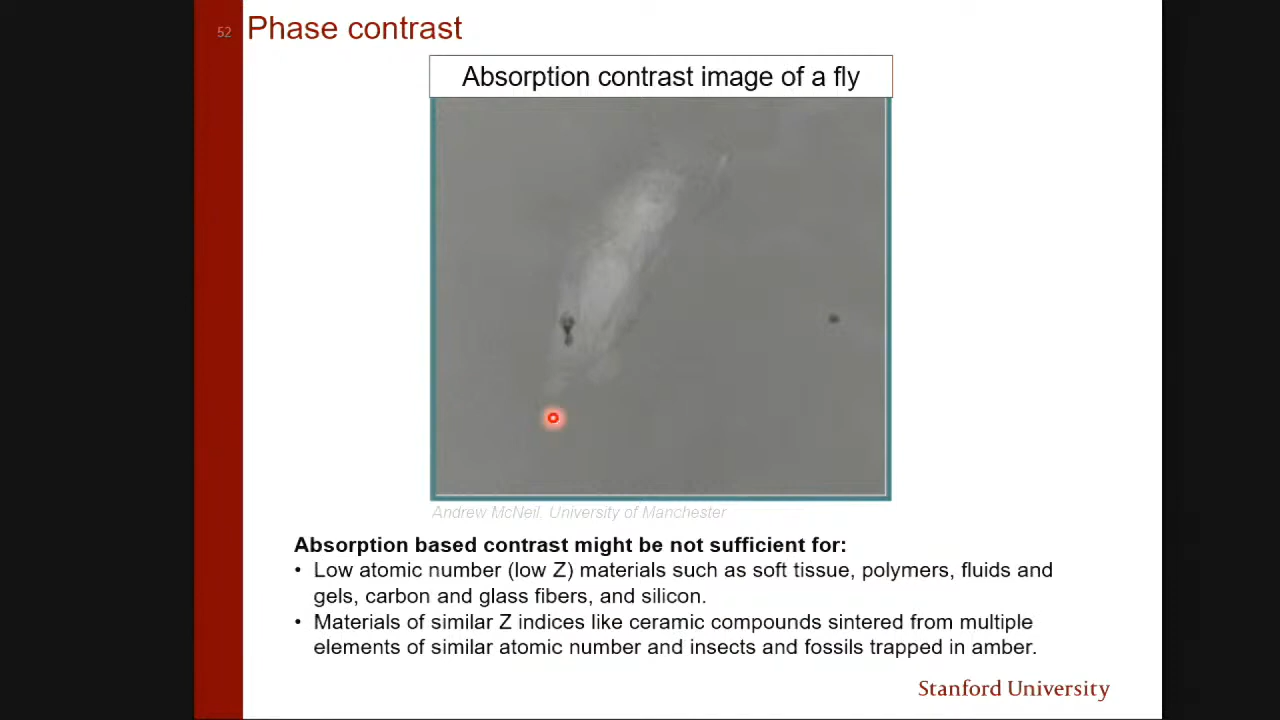 52
Phase contrast
Absorption contrast image of a fly
Andrew McNeil. University of Manchester
Absorption based contrast might be not sufficient for:
• Low atomic number (low Z) materials such as soft tissue, polymers, fluids and
gels, carbon and glass fibers, and silicon.
• Materials of similar Z indices like ceramic compounds sintered from multiple
elements of similar atomic number and insects and fossils trapped in amber.
Stanford University